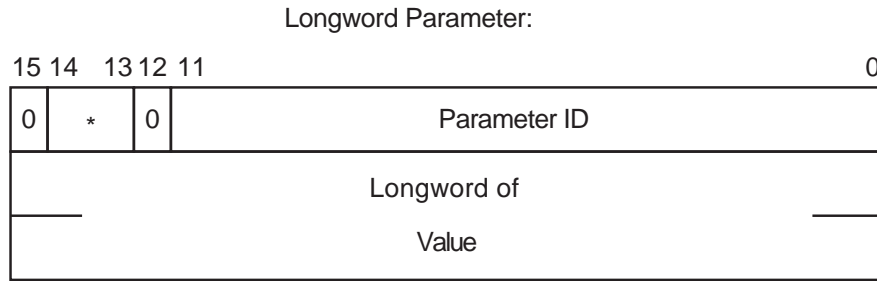 Longword Parameter:
15 14 13 12 11 0
0 * 0 Parameter ID
Longword of
Value